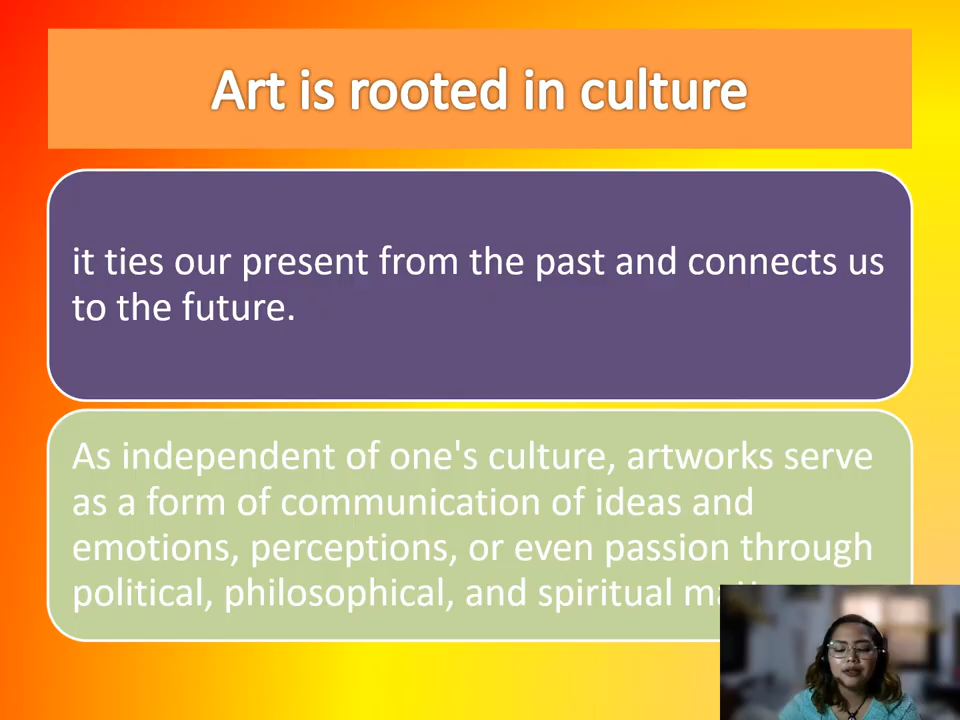 Art is rooted in culture
it ties our present from the past and connects us
to the future.
As independent of one's culture, artworks serve
as a form of communication of ideas and
emotions, perceptions, or even passion through
political, philosophical, and spiritual